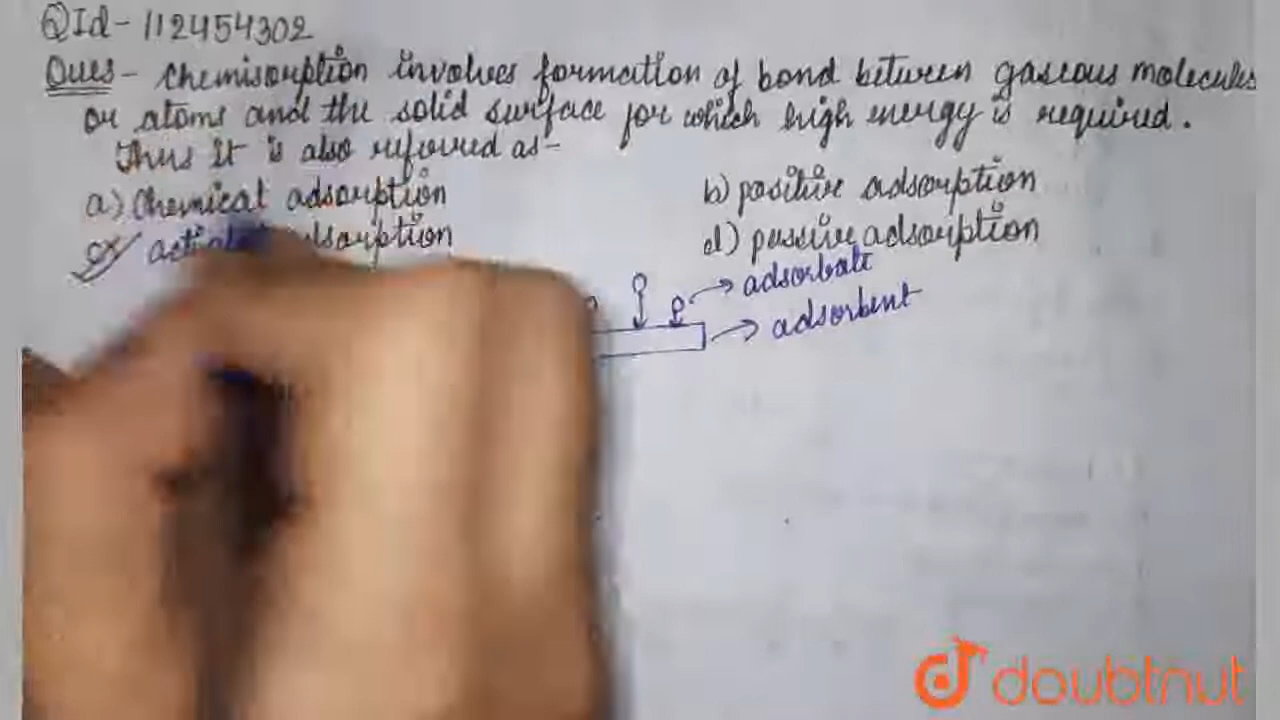 QId - 112454302
Ques - Chemisorption involves formation of bond between gaseous molecules
or atoms and the solid surface for which high energy is required.
Thus It is also referred as -
a) Chemical adsorption
b) positive adsorption
adsorption
d) passive adsorption
adsorbate
adsorbent
doubtnut